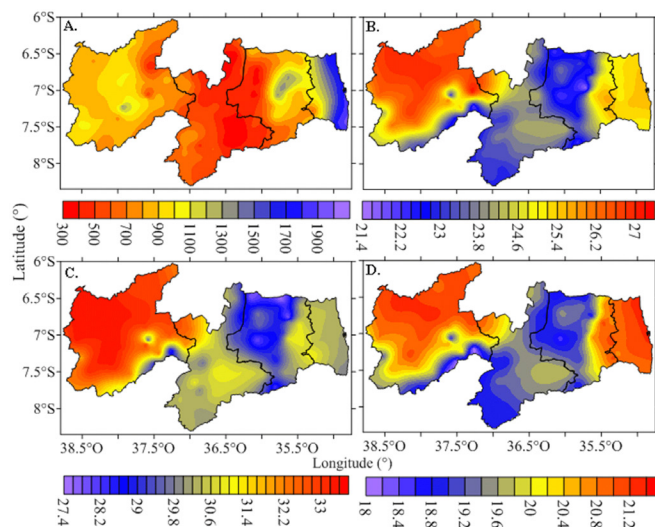 6°S A. B.
7°S
7.5°S
8°S
300 500 700 900 1100 1300 1500 1700 1900
21.4 22.2 23 23.8 24.6 25.4 26.2 27
Latitude (°)
6°S C. D.
6.5°S
7°S
7.5°S
8°S
38.5°O 37.5°O 36.5°O 35.5°O 38.5°O 37.5°O 36.5°O 35.5°O
Longitude (°)
27.4 28.2 29 29.8 30.6 31.4 32.2 33
18 18.4 18.8 19.2 19.6 20 20.4 20.8 21.2